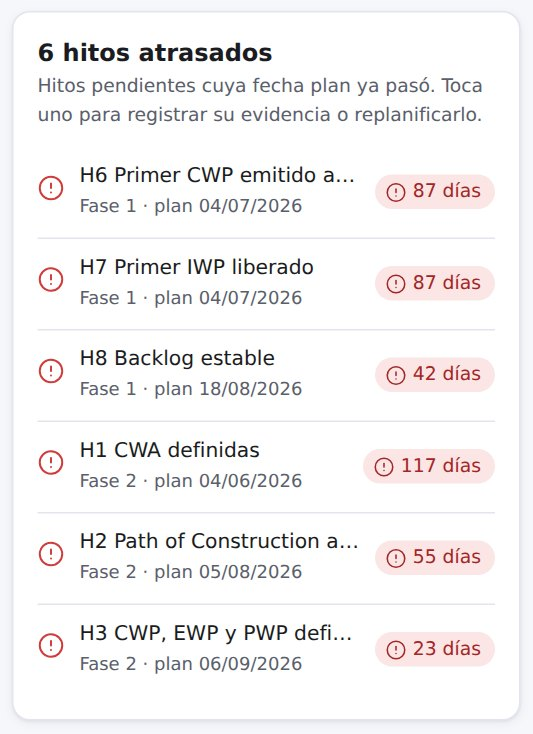 6 hitos atrasados
Hitos pendientes cuya fecha plan ya pasó. Toca
uno para registrar su evidencia o replanificarlo.
H6 Primer CWP emitido a…
87 días
Fase 1 · plan 04/07/2026
H7 Primer IWP liberado
87 días
Fase 1 · plan 04/07/2026
H8 Backlog estable
42 días
Fase 1 · plan 18/08/2026
H1 CWA definidas
117 días
Fase 2 · plan 04/06/2026
H2 Path of Construction a…
55 días
Fase 2 · plan 05/08/2026
H3 CWP, EWP y PWP defi…
23 días
Fase 2 · plan 06/09/2026